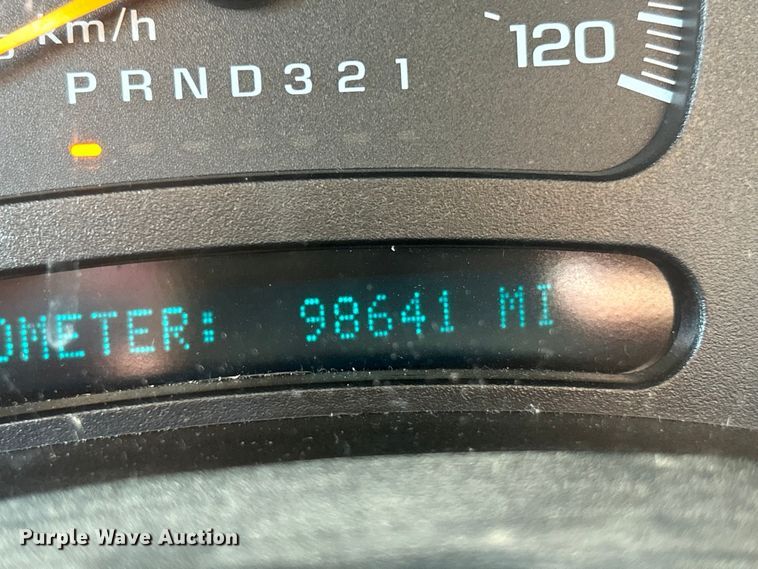 km/h
120
PRND321
OMETER: 98641 MI
Purple Wave Auction